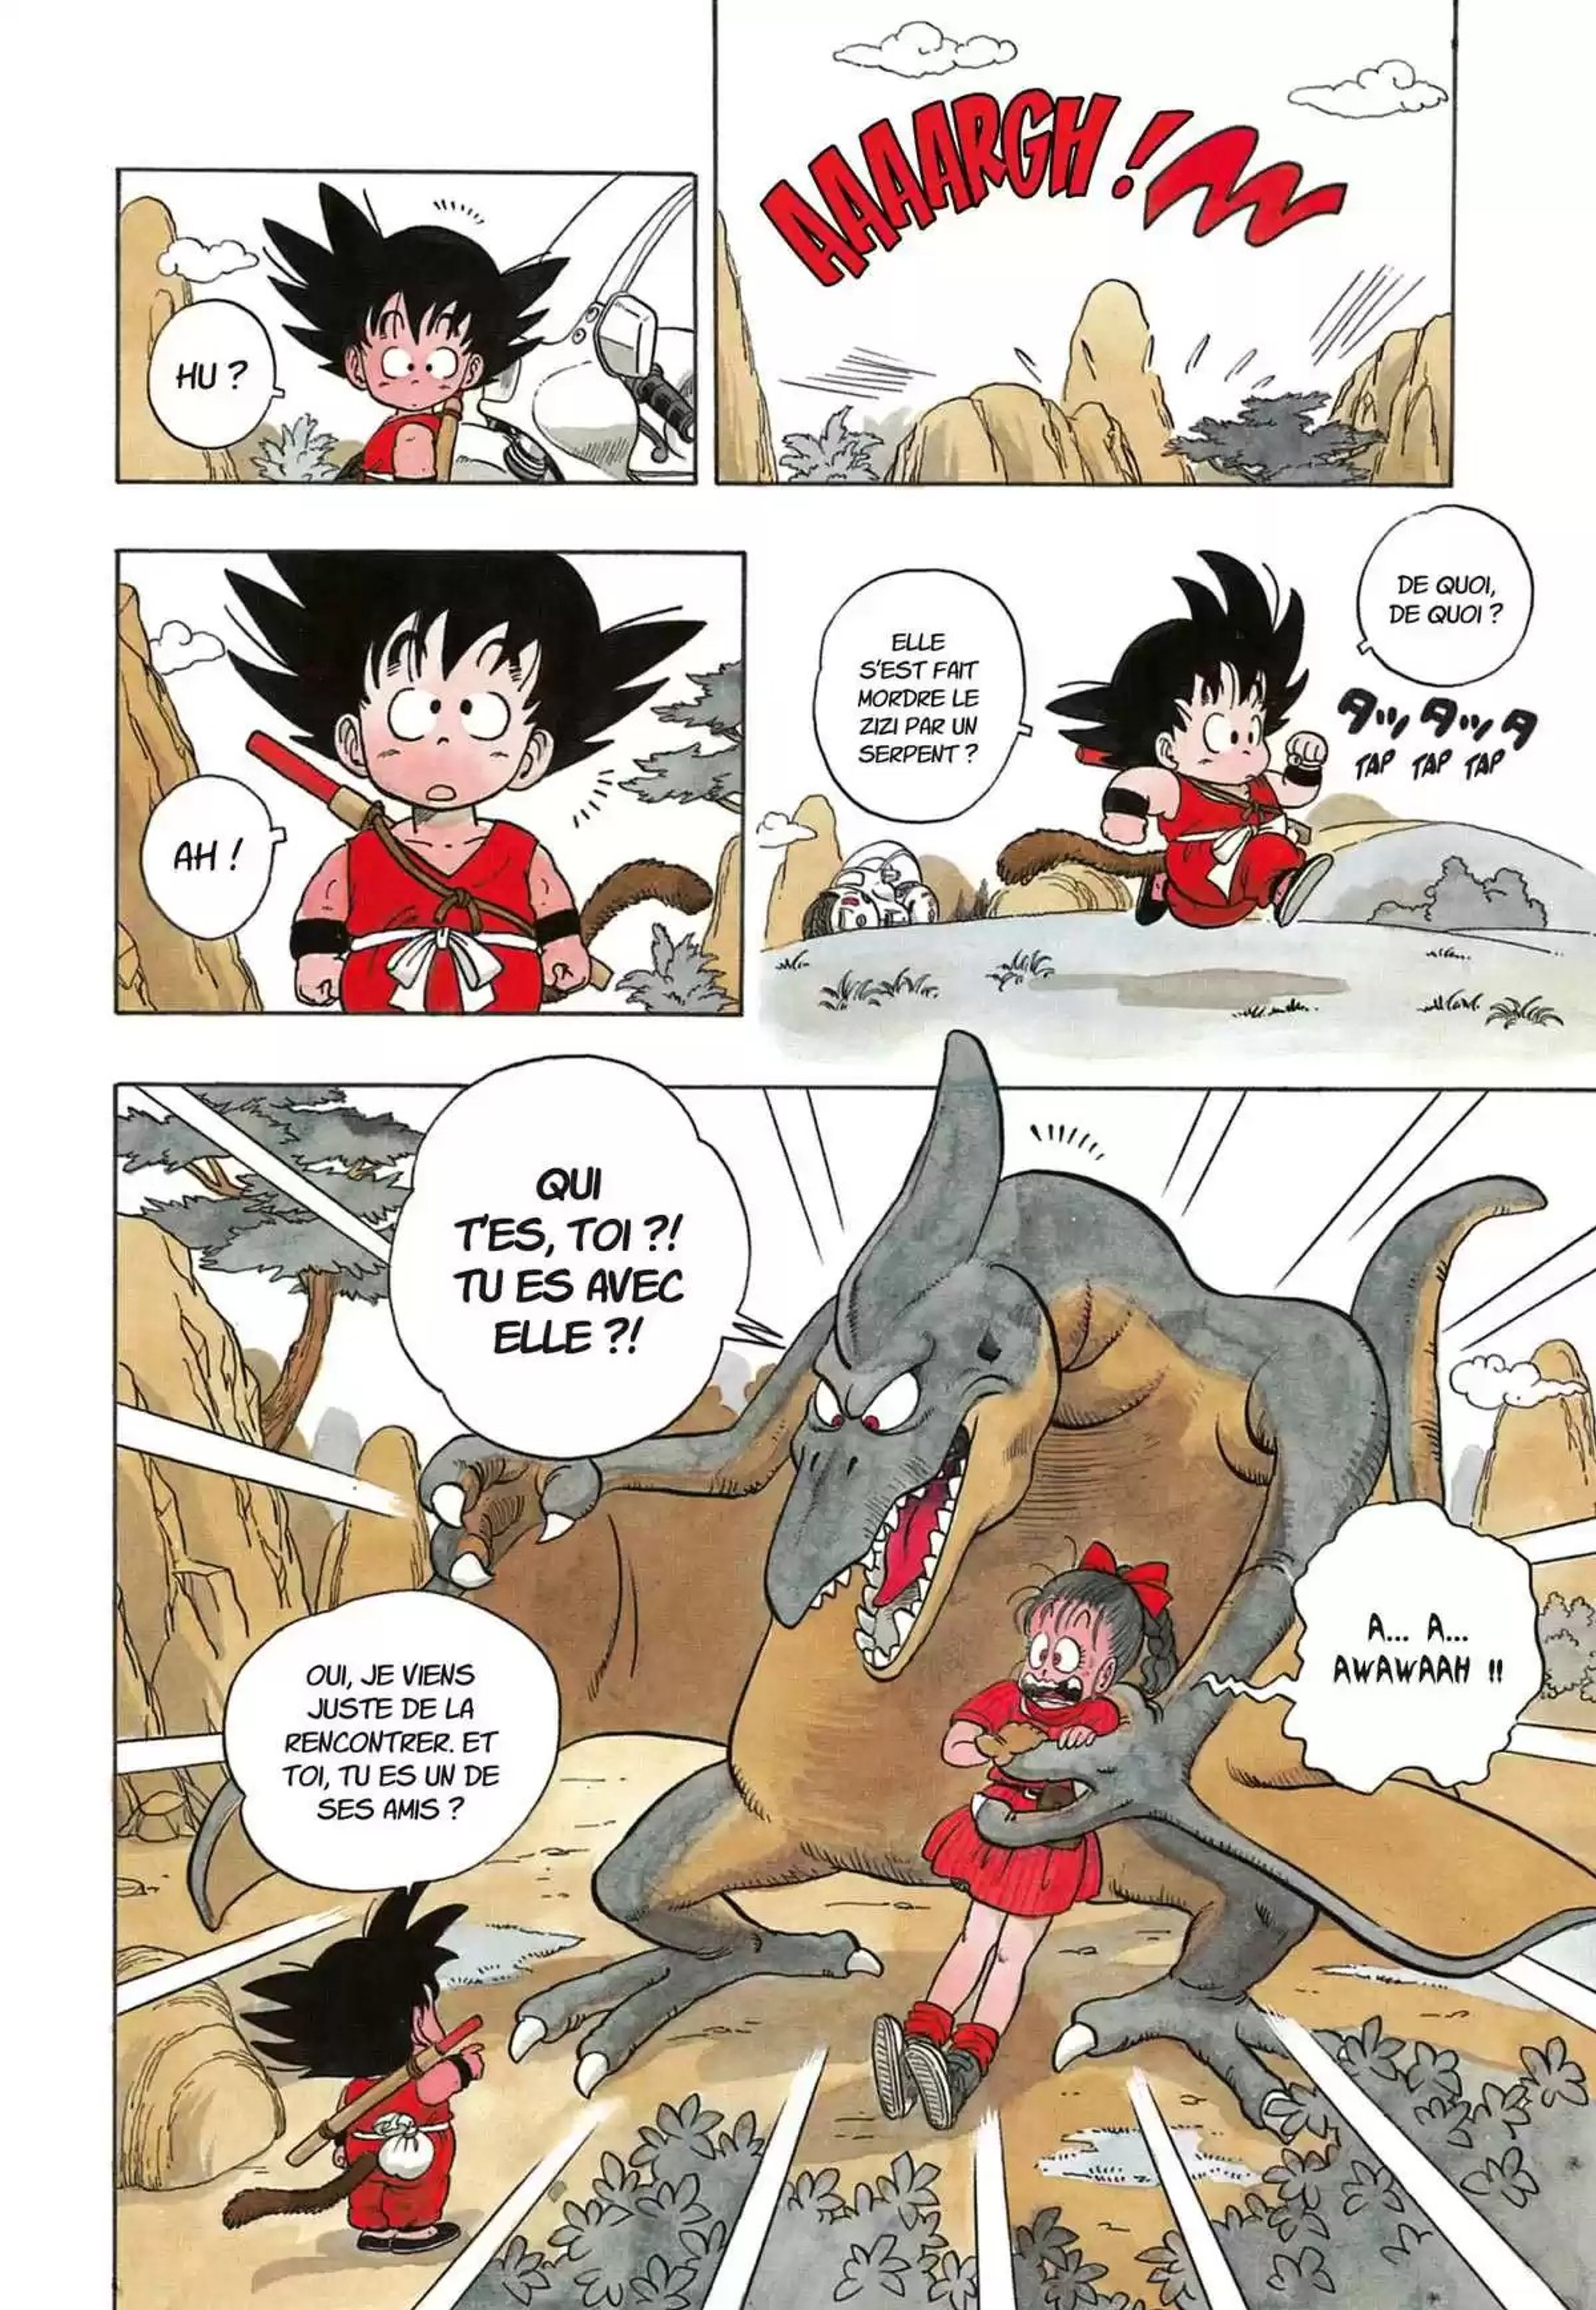 AAAARGH !
HU ?
DE QUOI,
DE QUOI ?
タッタッタ
TAP TAP TAP
ELLE
S'EST FAIT
MORDRE LE
ZIZI PAR UN
SERPENT ?
AH !
QUI
T'ES, TOI ?!
TU ES AVEC
ELLE ?!
A... A...
AWAWAAH !!
OUI, JE VIENS
JUSTE DE LA
RENCONTRER. ET
TOI, TU ES UN DE
SES AMIS ?